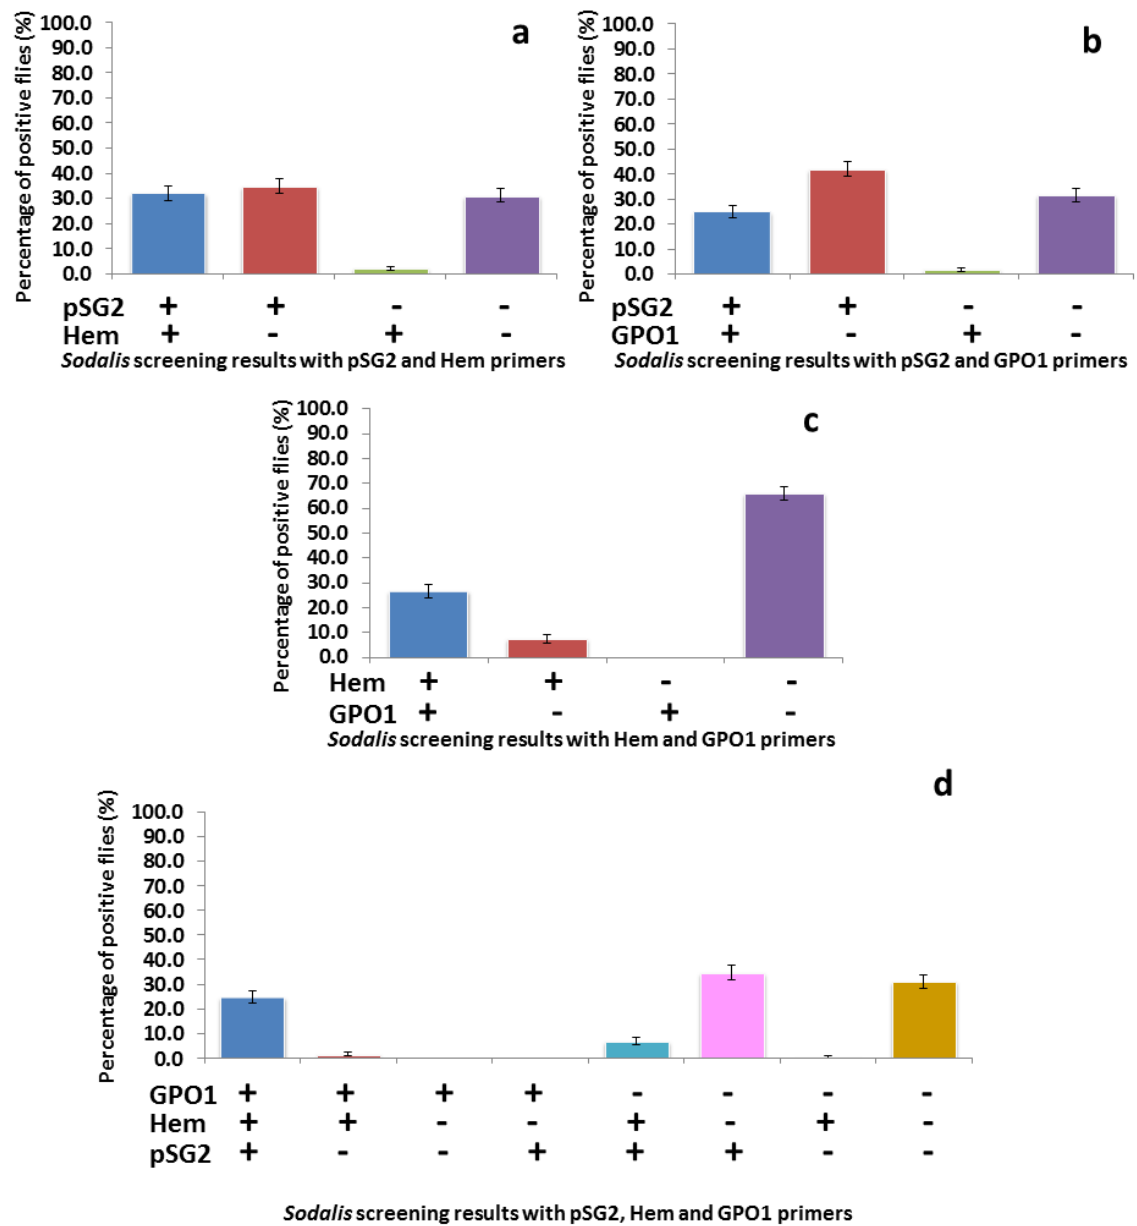 a
Percentage of positive flies (%)
100.0
90.0
80.0
70.0
60.0
50.0
40.0
30.0
20.0
10.0
0.0
pSG2 + + - -
Hem + - + -
Sodalis screening results with pSG2 and Hem primers
b
Percentage of positive flies (%)
100.0
90.0
80.0
70.0
60.0
50.0
40.0
30.0
20.0
10.0
0.0
pSG2 + + - -
GPO1 + - + -
Sodalis screening results with pSG2 and GPO1 primers
c
Percentage of positive flies (%)
100.0
90.0
80.0
70.0
60.0
50.0
40.0
30.0
20.0
10.0
0.0
Hem + + - -
GPO1 + - + -
Sodalis screening results with Hem and GPO1 primers
d
Percentage of positive flies (%)
100.0
90.0
80.0
70.0
60.0
50.0
40.0
30.0
20.0
10.0
0.0
GPO1 + + + + - - - -
Hem + + - - + - + -
pSG2 + - - + + + - -
Sodalis screening results with pSG2, Hem and GPO1 primers